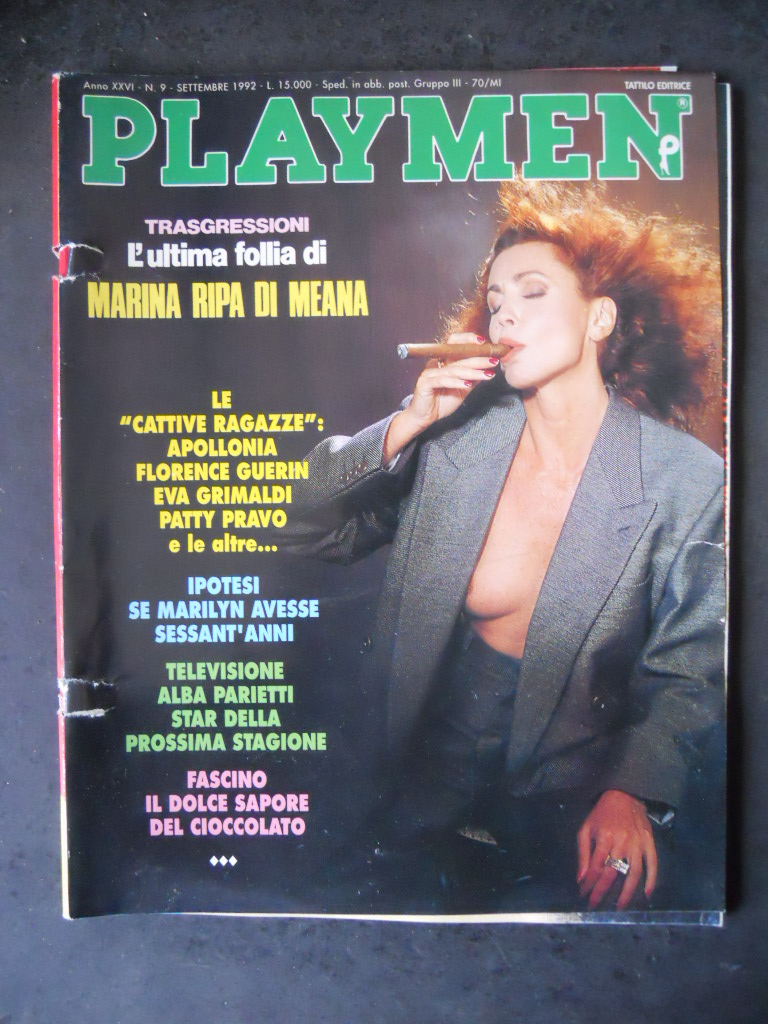 Anno XXVI - N. 9 - SETTEMBRE 1992 - L. 15.000 - Sped. in abb. post. Gruppo III - 70/MI
TATTILO EDITRICE
PLAYMEN®
TRASGRESSIONI
L'ultima follia di
MARINA RIPA DI MEANA
LE
"CATTIVE RAGAZZE":
APOLLONIA
FLORENCE GUERIN
EVA GRIMALDI
PATTY PRAVO
e le altre...
IPOTESI
SE MARILYN AVESSE
SESSANT'ANNI
TELEVISIONE
ALBA PARIETTI
STAR DELLA
PROSSIMA STAGIONE
FASCINO
IL DOLCE SAPORE
DEL CIOCCOLATO